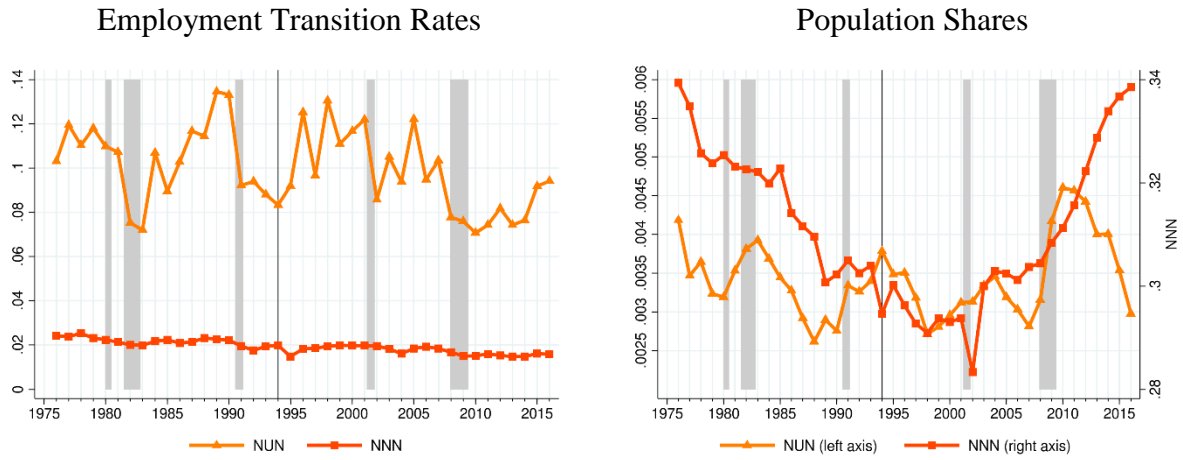 Employment Transition Rates
.14
.12
.1
.08
.06
.04
.02
0
1975 1980 1985 1990 1995 2000 2005 2010 2015
NUN NNN
Population Shares
.006
.0055
.005
.0045
.004
.0035
.003
.0025
.34
.32
.3
.28
NNN
1975 1980 1985 1990 1995 2000 2005 2010 2015
NUN (left axis) NNN (right axis)